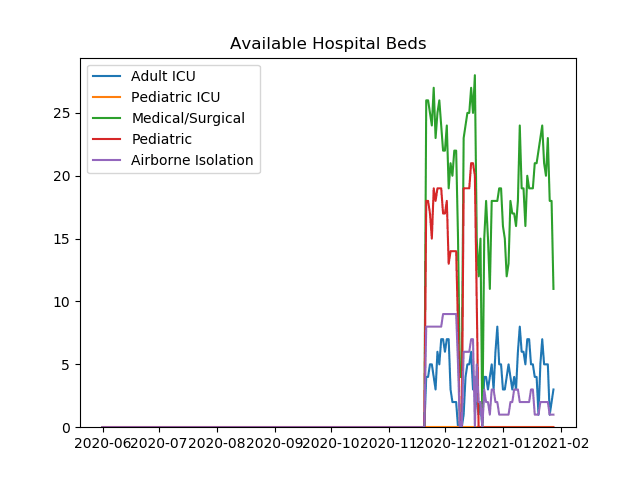 Available Hospital Beds
Adult ICU
Pediatric ICU
Medical/Surgical
Pediatric
Airborne Isolation
25
20
15
10
5
0
2020-06 2020-07 2020-08 2020-09 2020-10 2020-11 2020-12 2021-01 2021-02